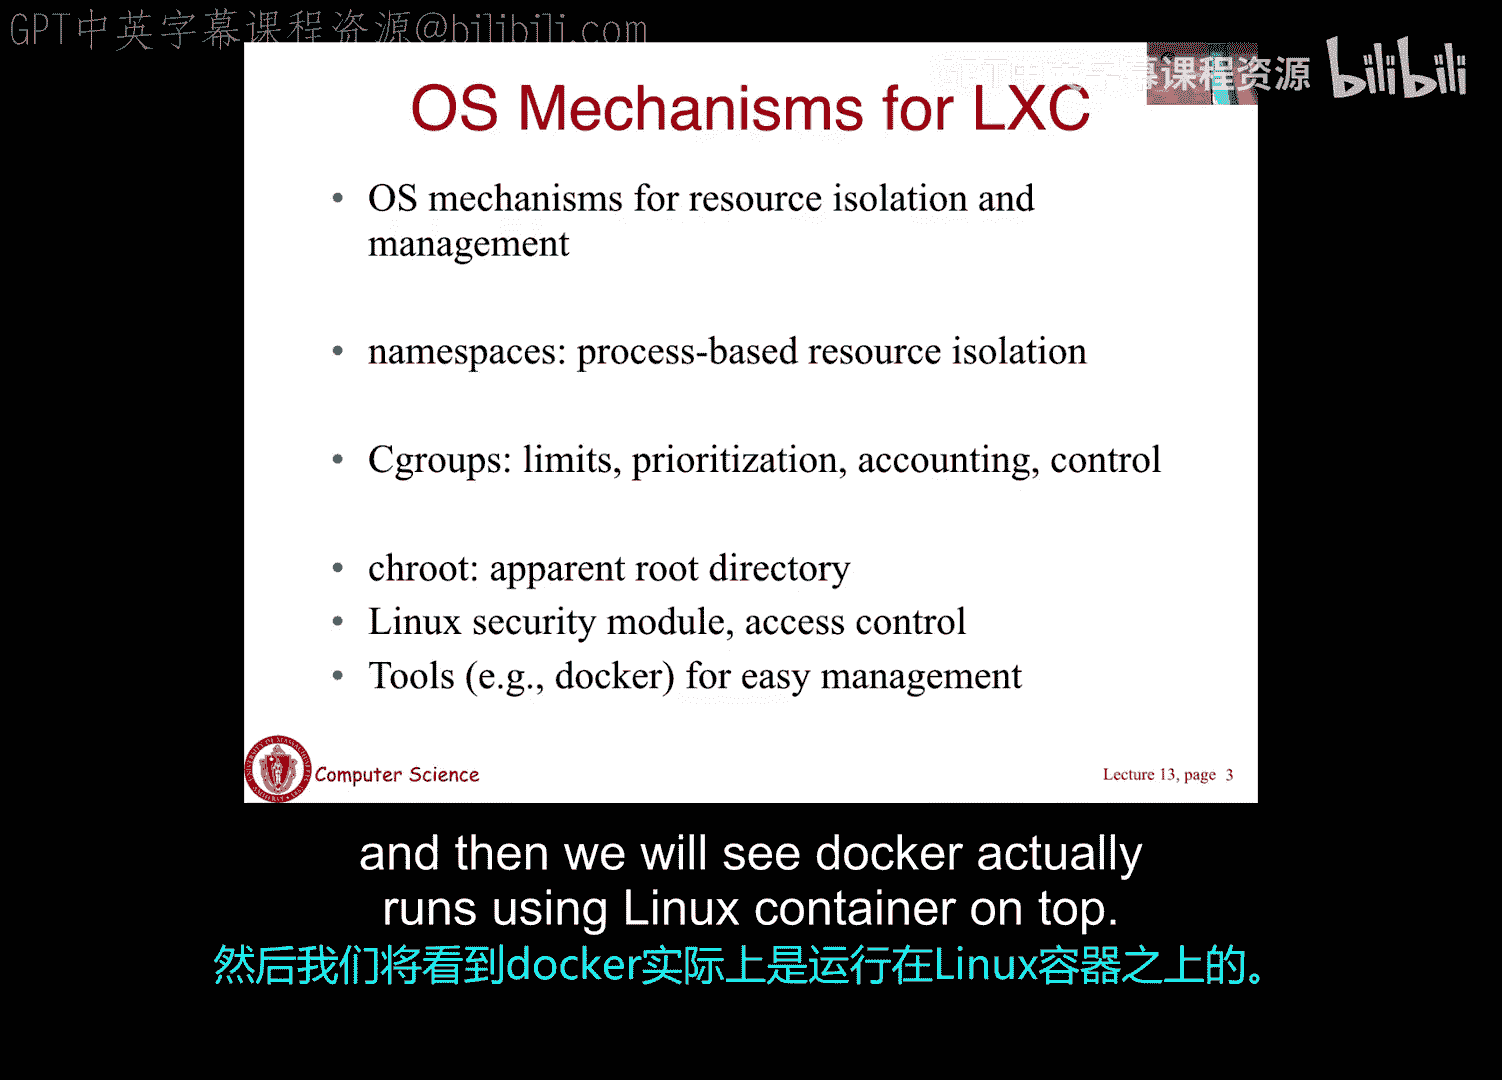 GPT中英字幕课程资源@bilibili.com
课程资源 bilibili
OS Mechanisms for LXC
• OS mechanisms for resource isolation and
management
• namespaces: process-based resource isolation
• Cgroups: limits, prioritization, accounting, control
• chroot: apparent root directory
• Linux security module, access control
• Tools (e.g., docker) for easy management
Computer Science
Lecture 13, page 3
and then we will see docker actually
runs using Linux container on top.
然后我们将看到docker实际上是运行在Linux容器之上的。